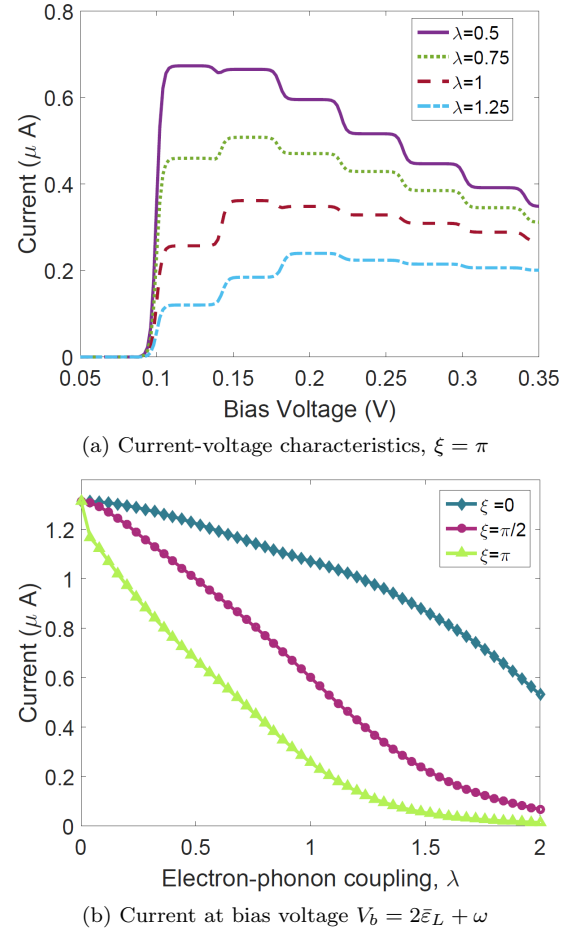 0.8
0.6
0.4
0.2
0
Current (μ A)
λ=0.5
λ=0.75
λ=1
λ=1.25
0.05 0.1 0.15 0.2 0.25 0.3 0.35
Bias Voltage (V)
(a) Current-voltage characteristics, ξ = π
1.2
1
0.8
0.6
0.4
0.2
0
Current (μ A)
ξ =0
ξ=π/2
ξ=π
0 0.5 1 1.5 2
Electron-phonon coupling, λ
(b) Current at bias voltage V_b = 2ε̄_L + ω